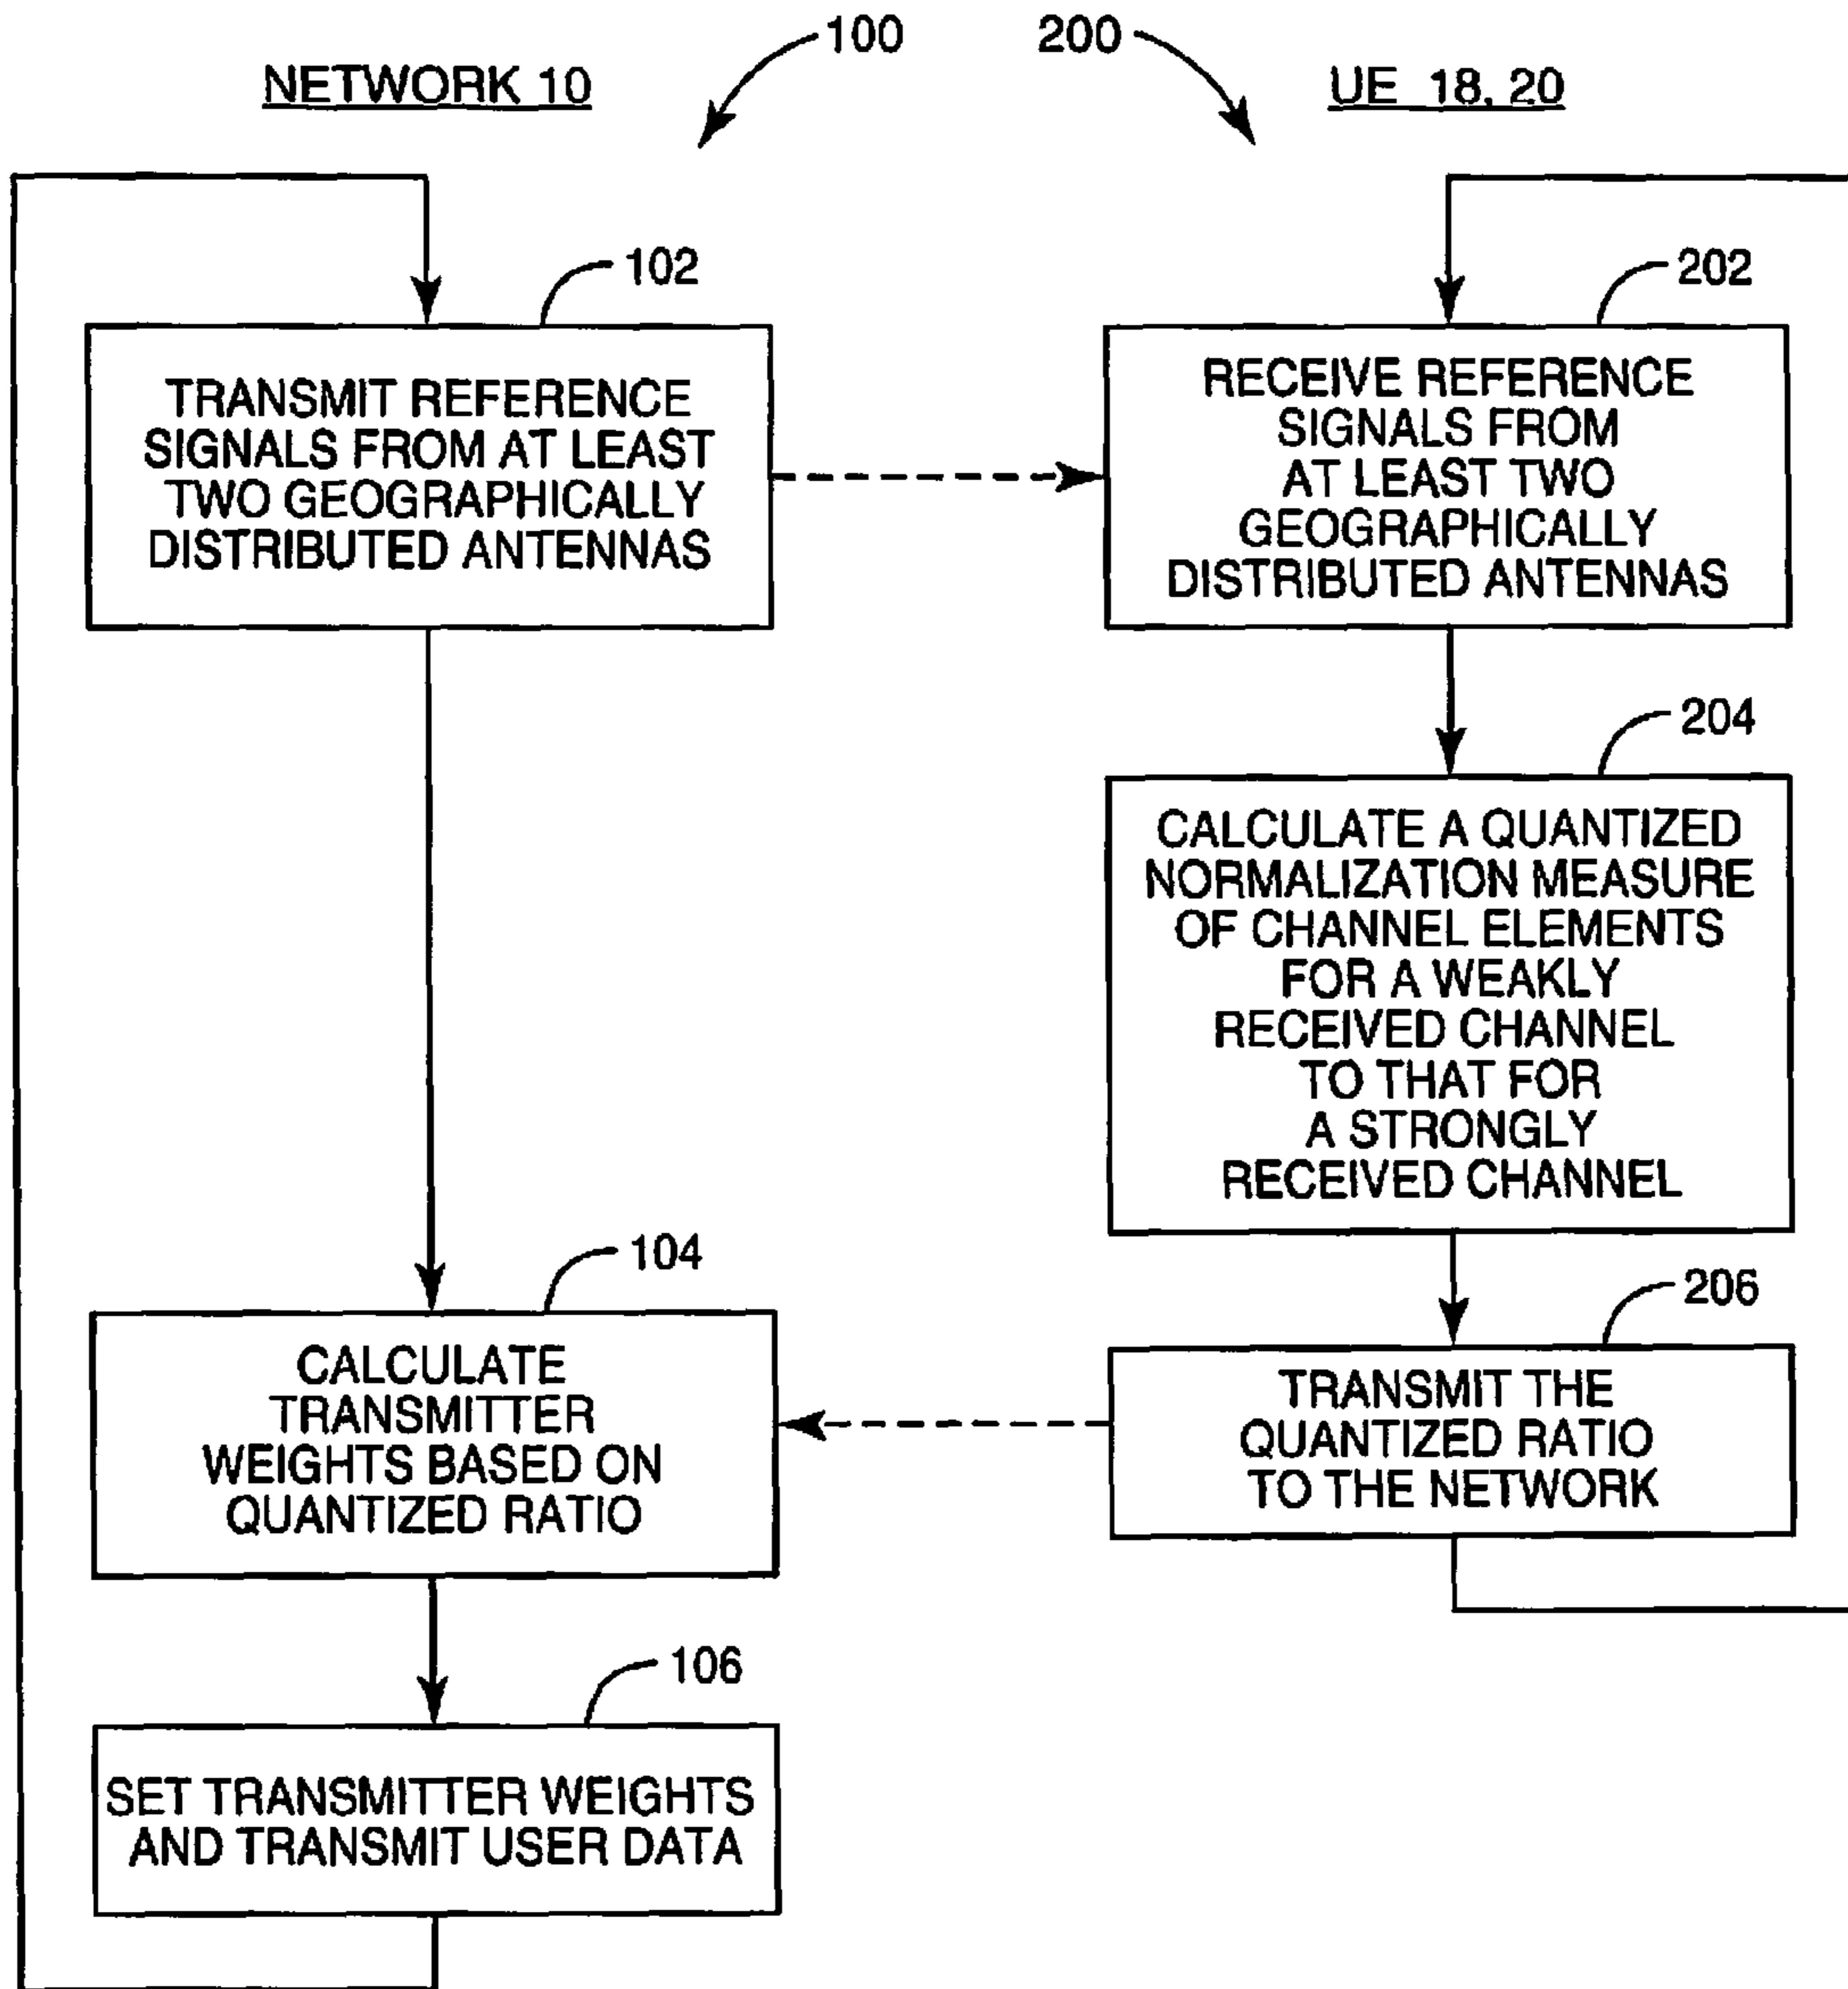 100
200
NETWORK 10
UE 18, 20
102
TRANSMIT REFERENCE
SIGNALS FROM AT LEAST
TWO GEOGRAPHICALLY
DISTRIBUTED ANTENNAS
202
RECEIVE REFERENCE
SIGNALS FROM
AT LEAST TWO
GEOGRAPHICALLY
DISTRIBUTED ANTENNAS
204
CALCULATE A QUANTIZED
NORMALIZATION MEASURE
OF CHANNEL ELEMENTS
FOR A WEAKLY
RECEIVED CHANNEL
TO THAT FOR
A STRONGLY
RECEIVED CHANNEL
104
CALCULATE
TRANSMITTER
WEIGHTS BASED ON
QUANTIZED RATIO
206
TRANSMIT THE
QUANTIZED RATIO
TO THE NETWORK
106
SET TRANSMITTER WEIGHTS
AND TRANSMIT USER DATA